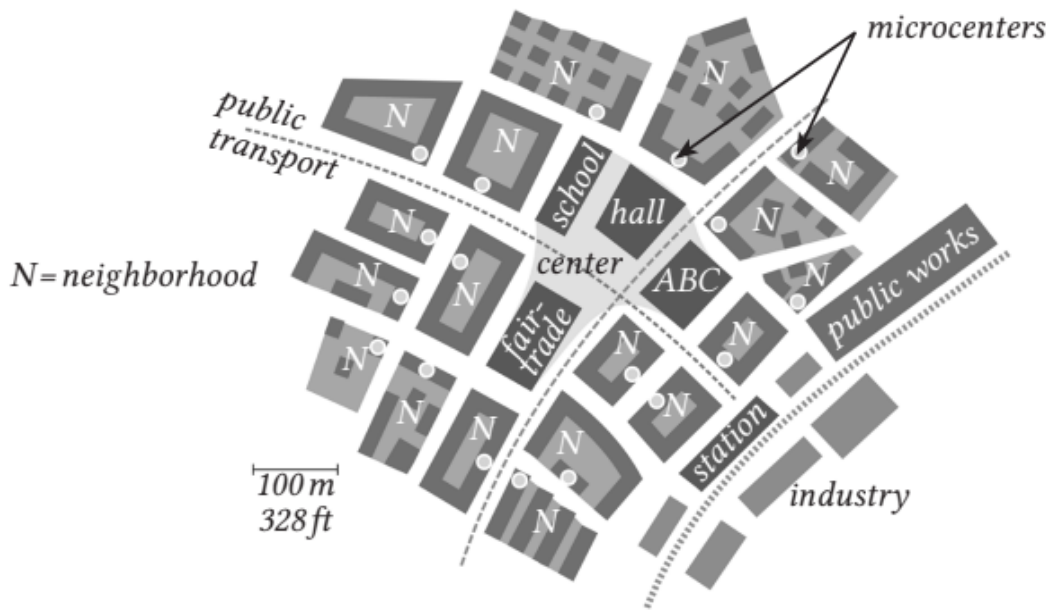 microcenters
N
N
public
transport
N
N
N
school
hall
N
N
N = neighborhood
N
N
center
ABC
N
public works
fair-
trade
N
N
N
N
N
N
station
N
N
100 m
328 ft
industry
N